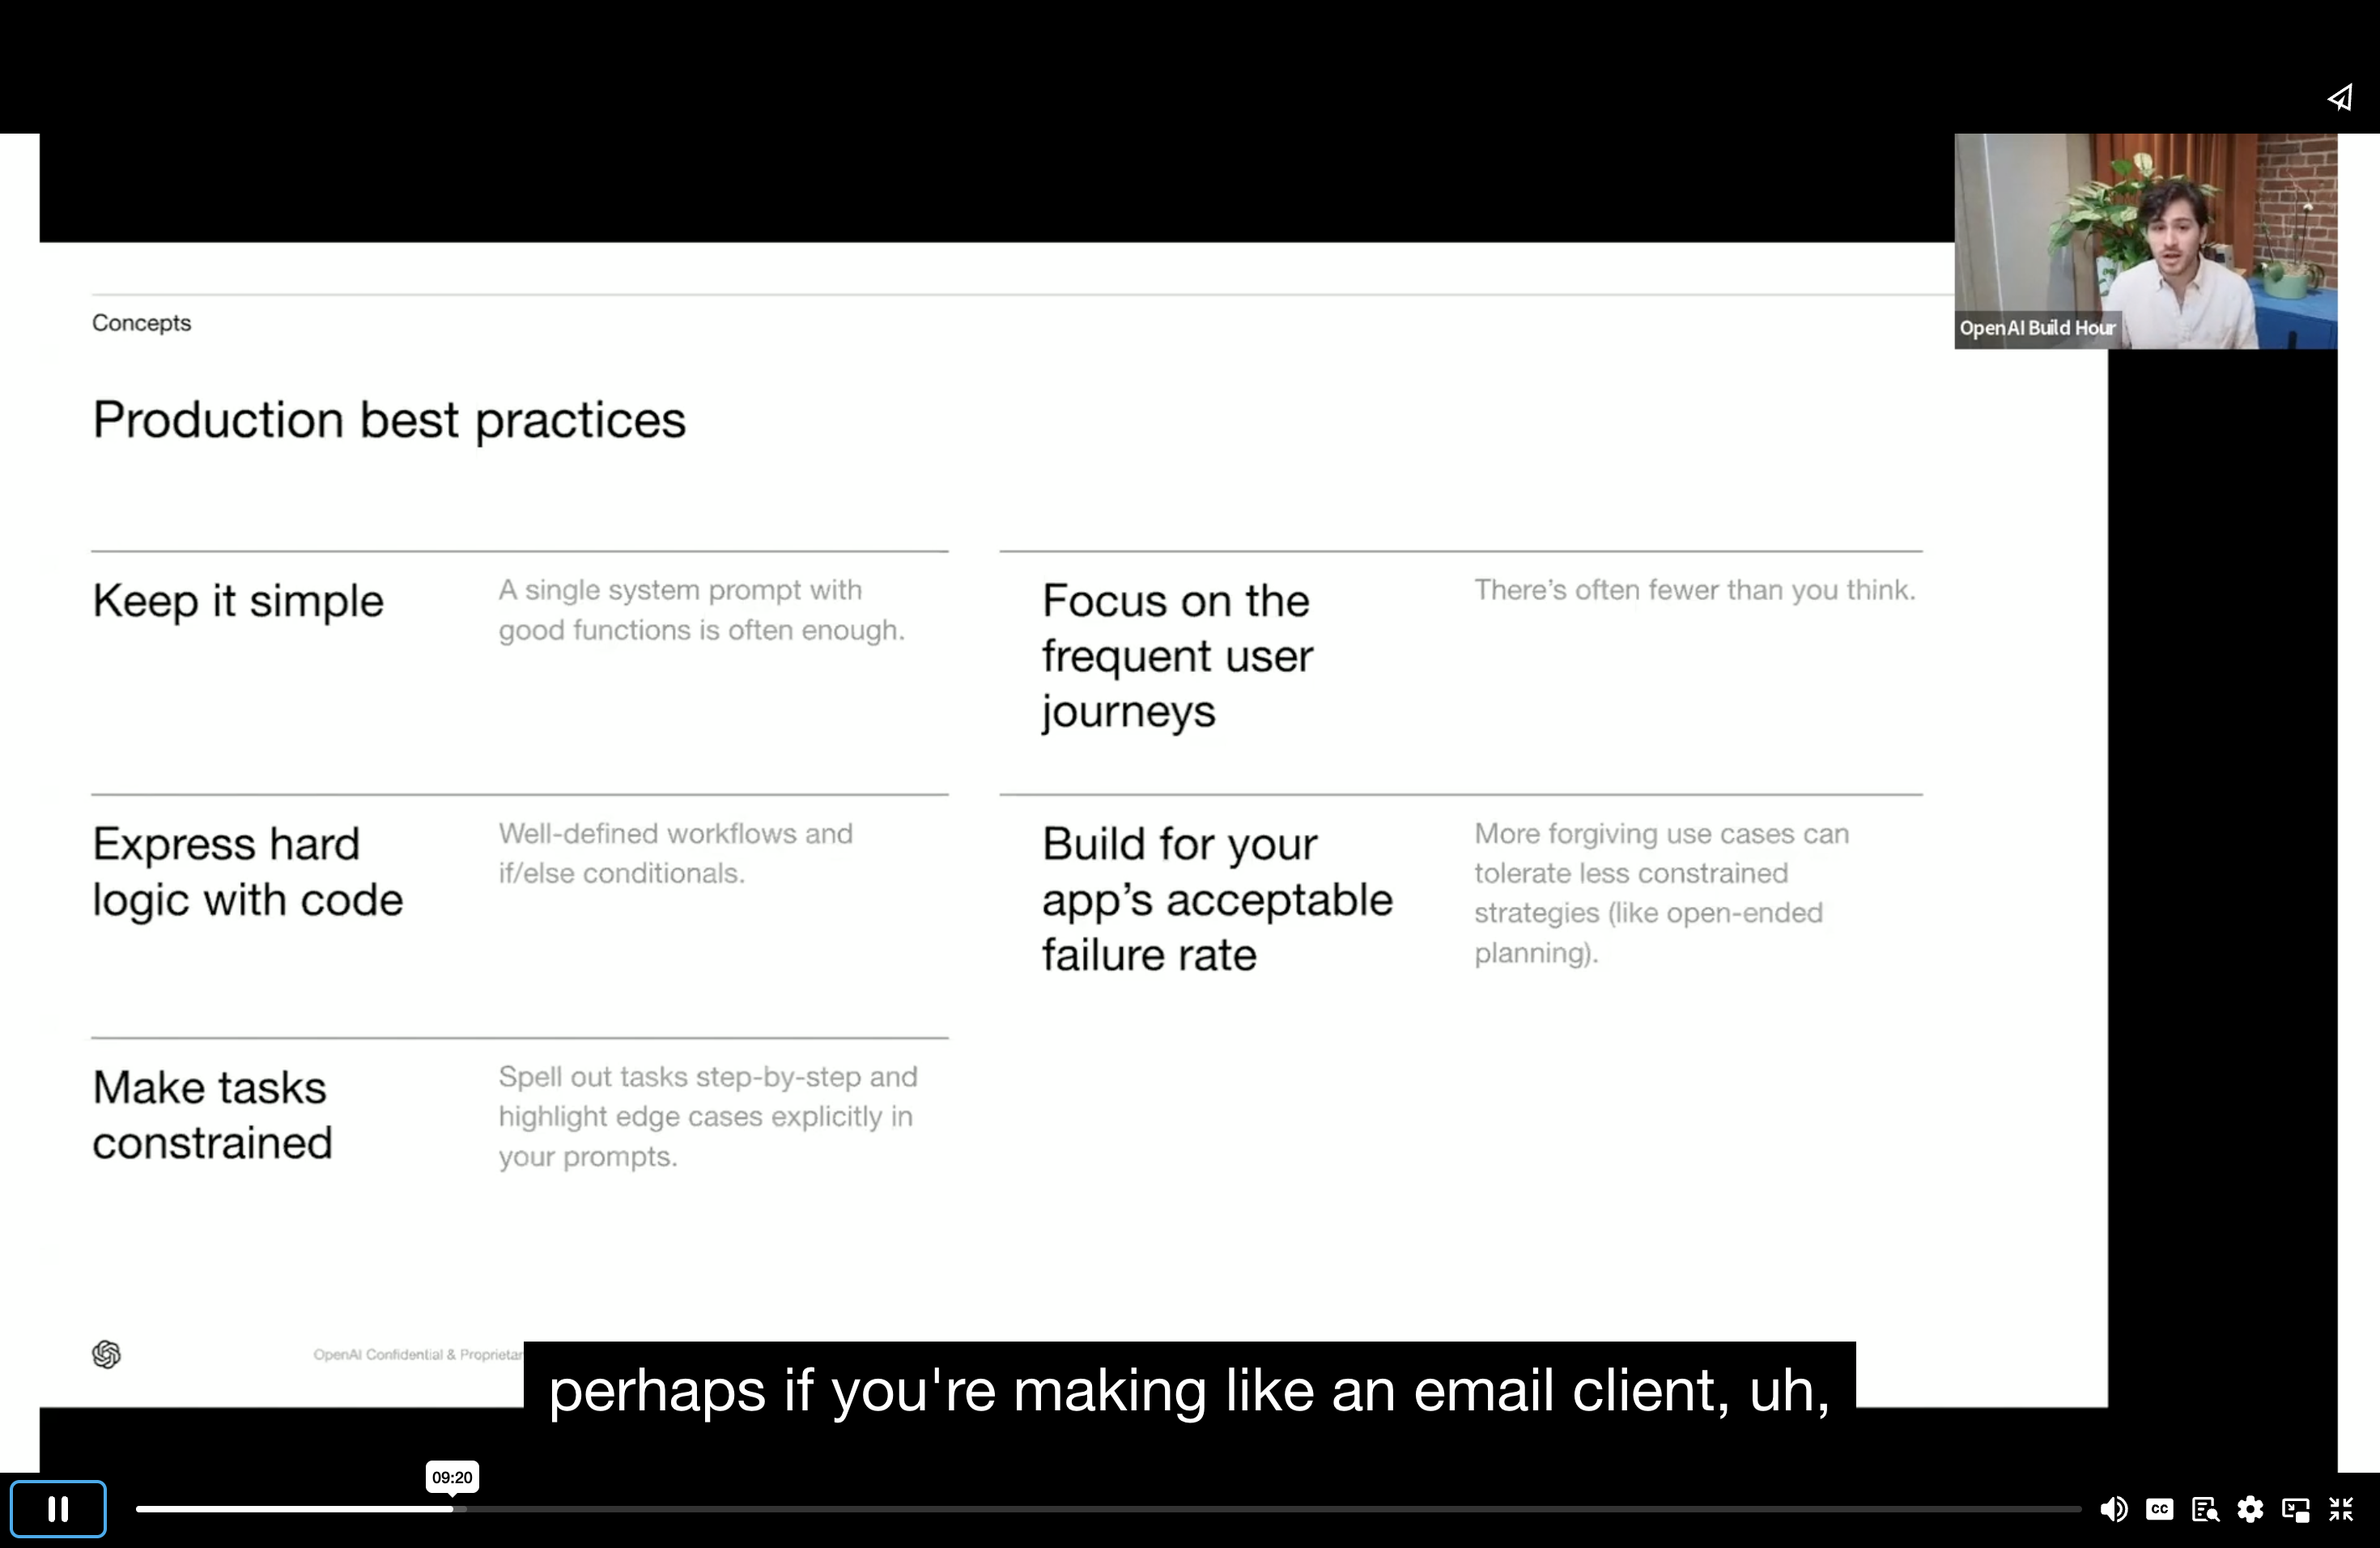 OpenAI Build Hour
Concepts
Production best practices
Keep it simple
A single system prompt with
good functions is often enough.
Express hard
logic with code
Well-defined workflows and
if/else conditionals.
Make tasks
constrained
Spell out tasks step-by-step and
highlight edge cases explicitly in
your prompts.
Focus on the
frequent user
journeys
There’s often fewer than you think.
Build for your
app’s acceptable
failure rate
More forgiving use cases can
tolerate less constrained
strategies (like open-ended
planning).
OpenAI Confidential & Proprietar
perhaps if you're making like an email client, uh,
09:20
CC